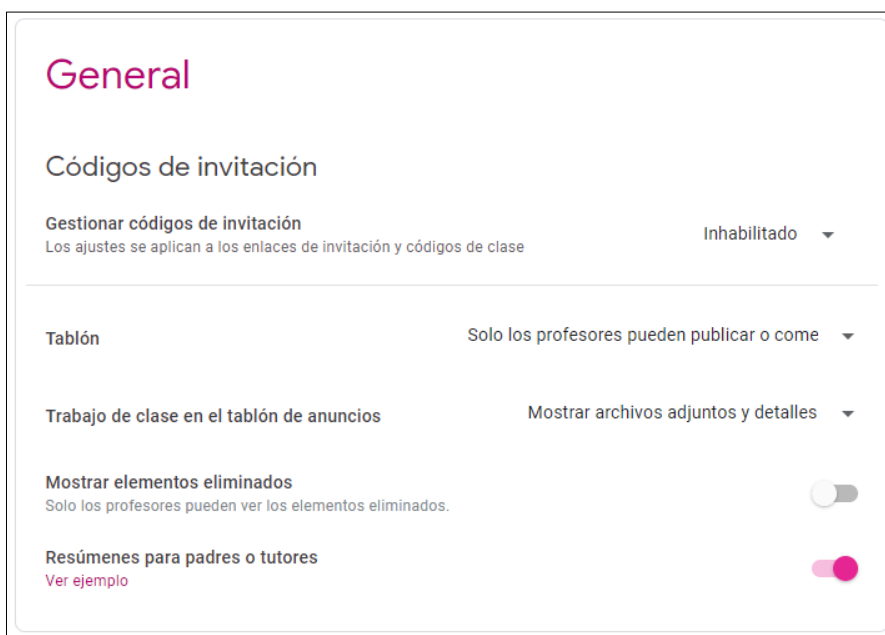 General
Códigos de invitación
Gestionar códigos de invitación
Inhabilitado
Los ajustes se aplican a los enlaces de invitación y códigos de clase
Tablón
Solo los profesores pueden publicar o come
Trabajo de clase en el tablón de anuncios
Mostrar archivos adjuntos y detalles
Mostrar elementos eliminados
Solo los profesores pueden ver los elementos eliminados.
Resúmenes para padres o tutores
Ver ejemplo